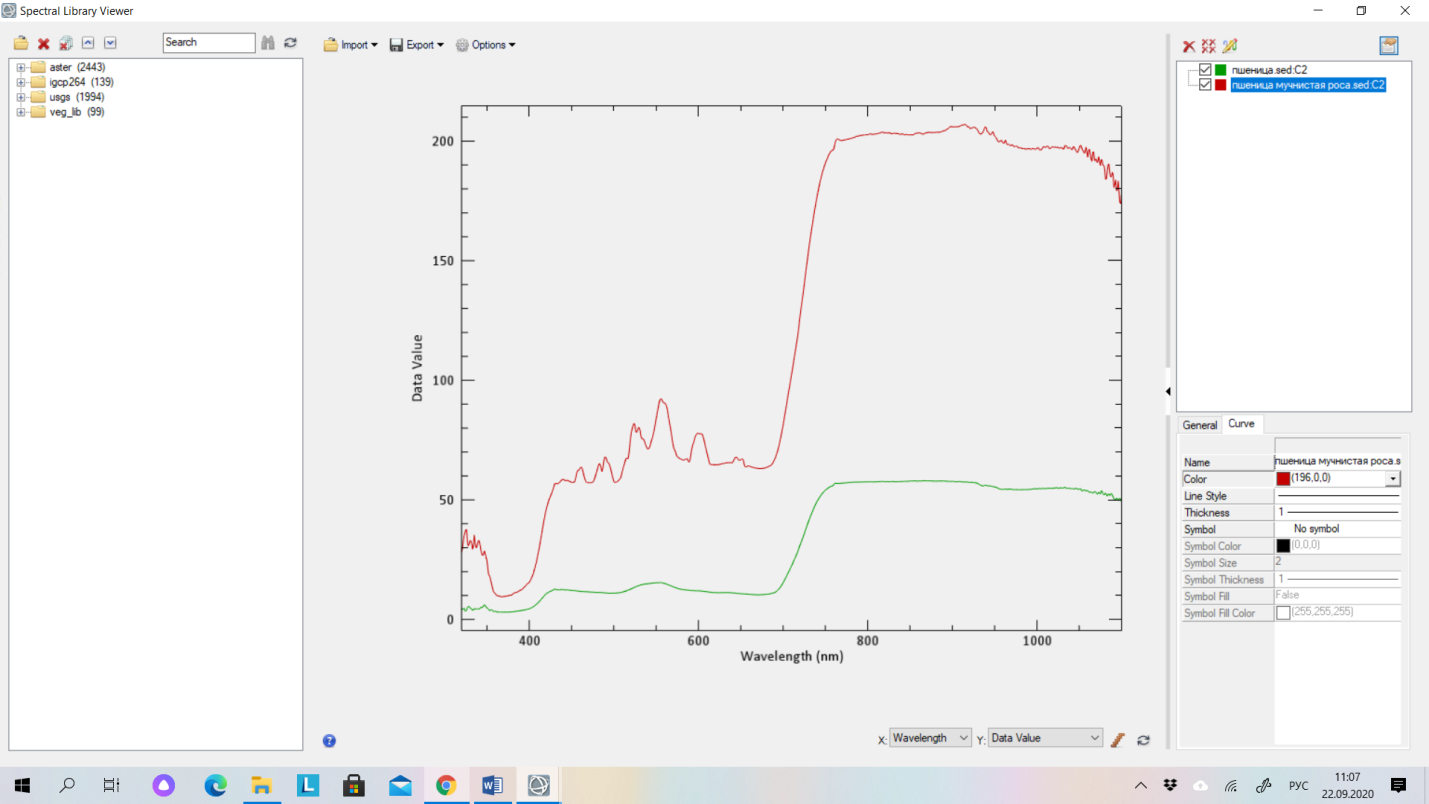 Spectral Library Viewer
Search
Import
Export
Options
aster (2443)
igcp264 (139)
usgs (1994)
veg_lib (99)
200
150
100
50
0
Data Value
400
600
800
1000
Wavelength (nm)
X: Wavelength
Y: Data Value
пшеница.sed:C2
пшеница мучнистая роса.sed:C2
General
Curve
Name
пшеница мучнистая роса.s
Color
(196,0,0)
Line Style
Thickness
1
Symbol
No symbol
Symbol Color
(0,0,0)
Symbol Size
2
Symbol Thickness
1
Symbol Fill
False
Symbol Fill Color
(255,255,255)
?
L
W
РУС
11:07
22.09.2020